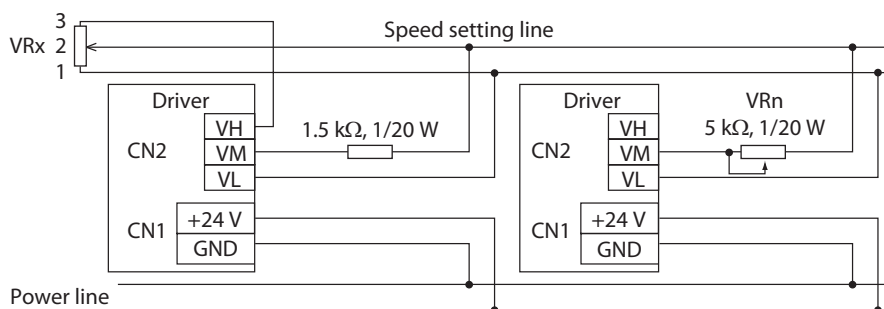 3
VRx 2 Speed setting line
1
Driver Driver VRn
VH 1.5 kΩ, 1/20 W VH 5 kΩ, 1/20 W
CN2 VM CN2 VM
VL VL
+24 V +24 V
CN1 CN1
GND GND
Power line